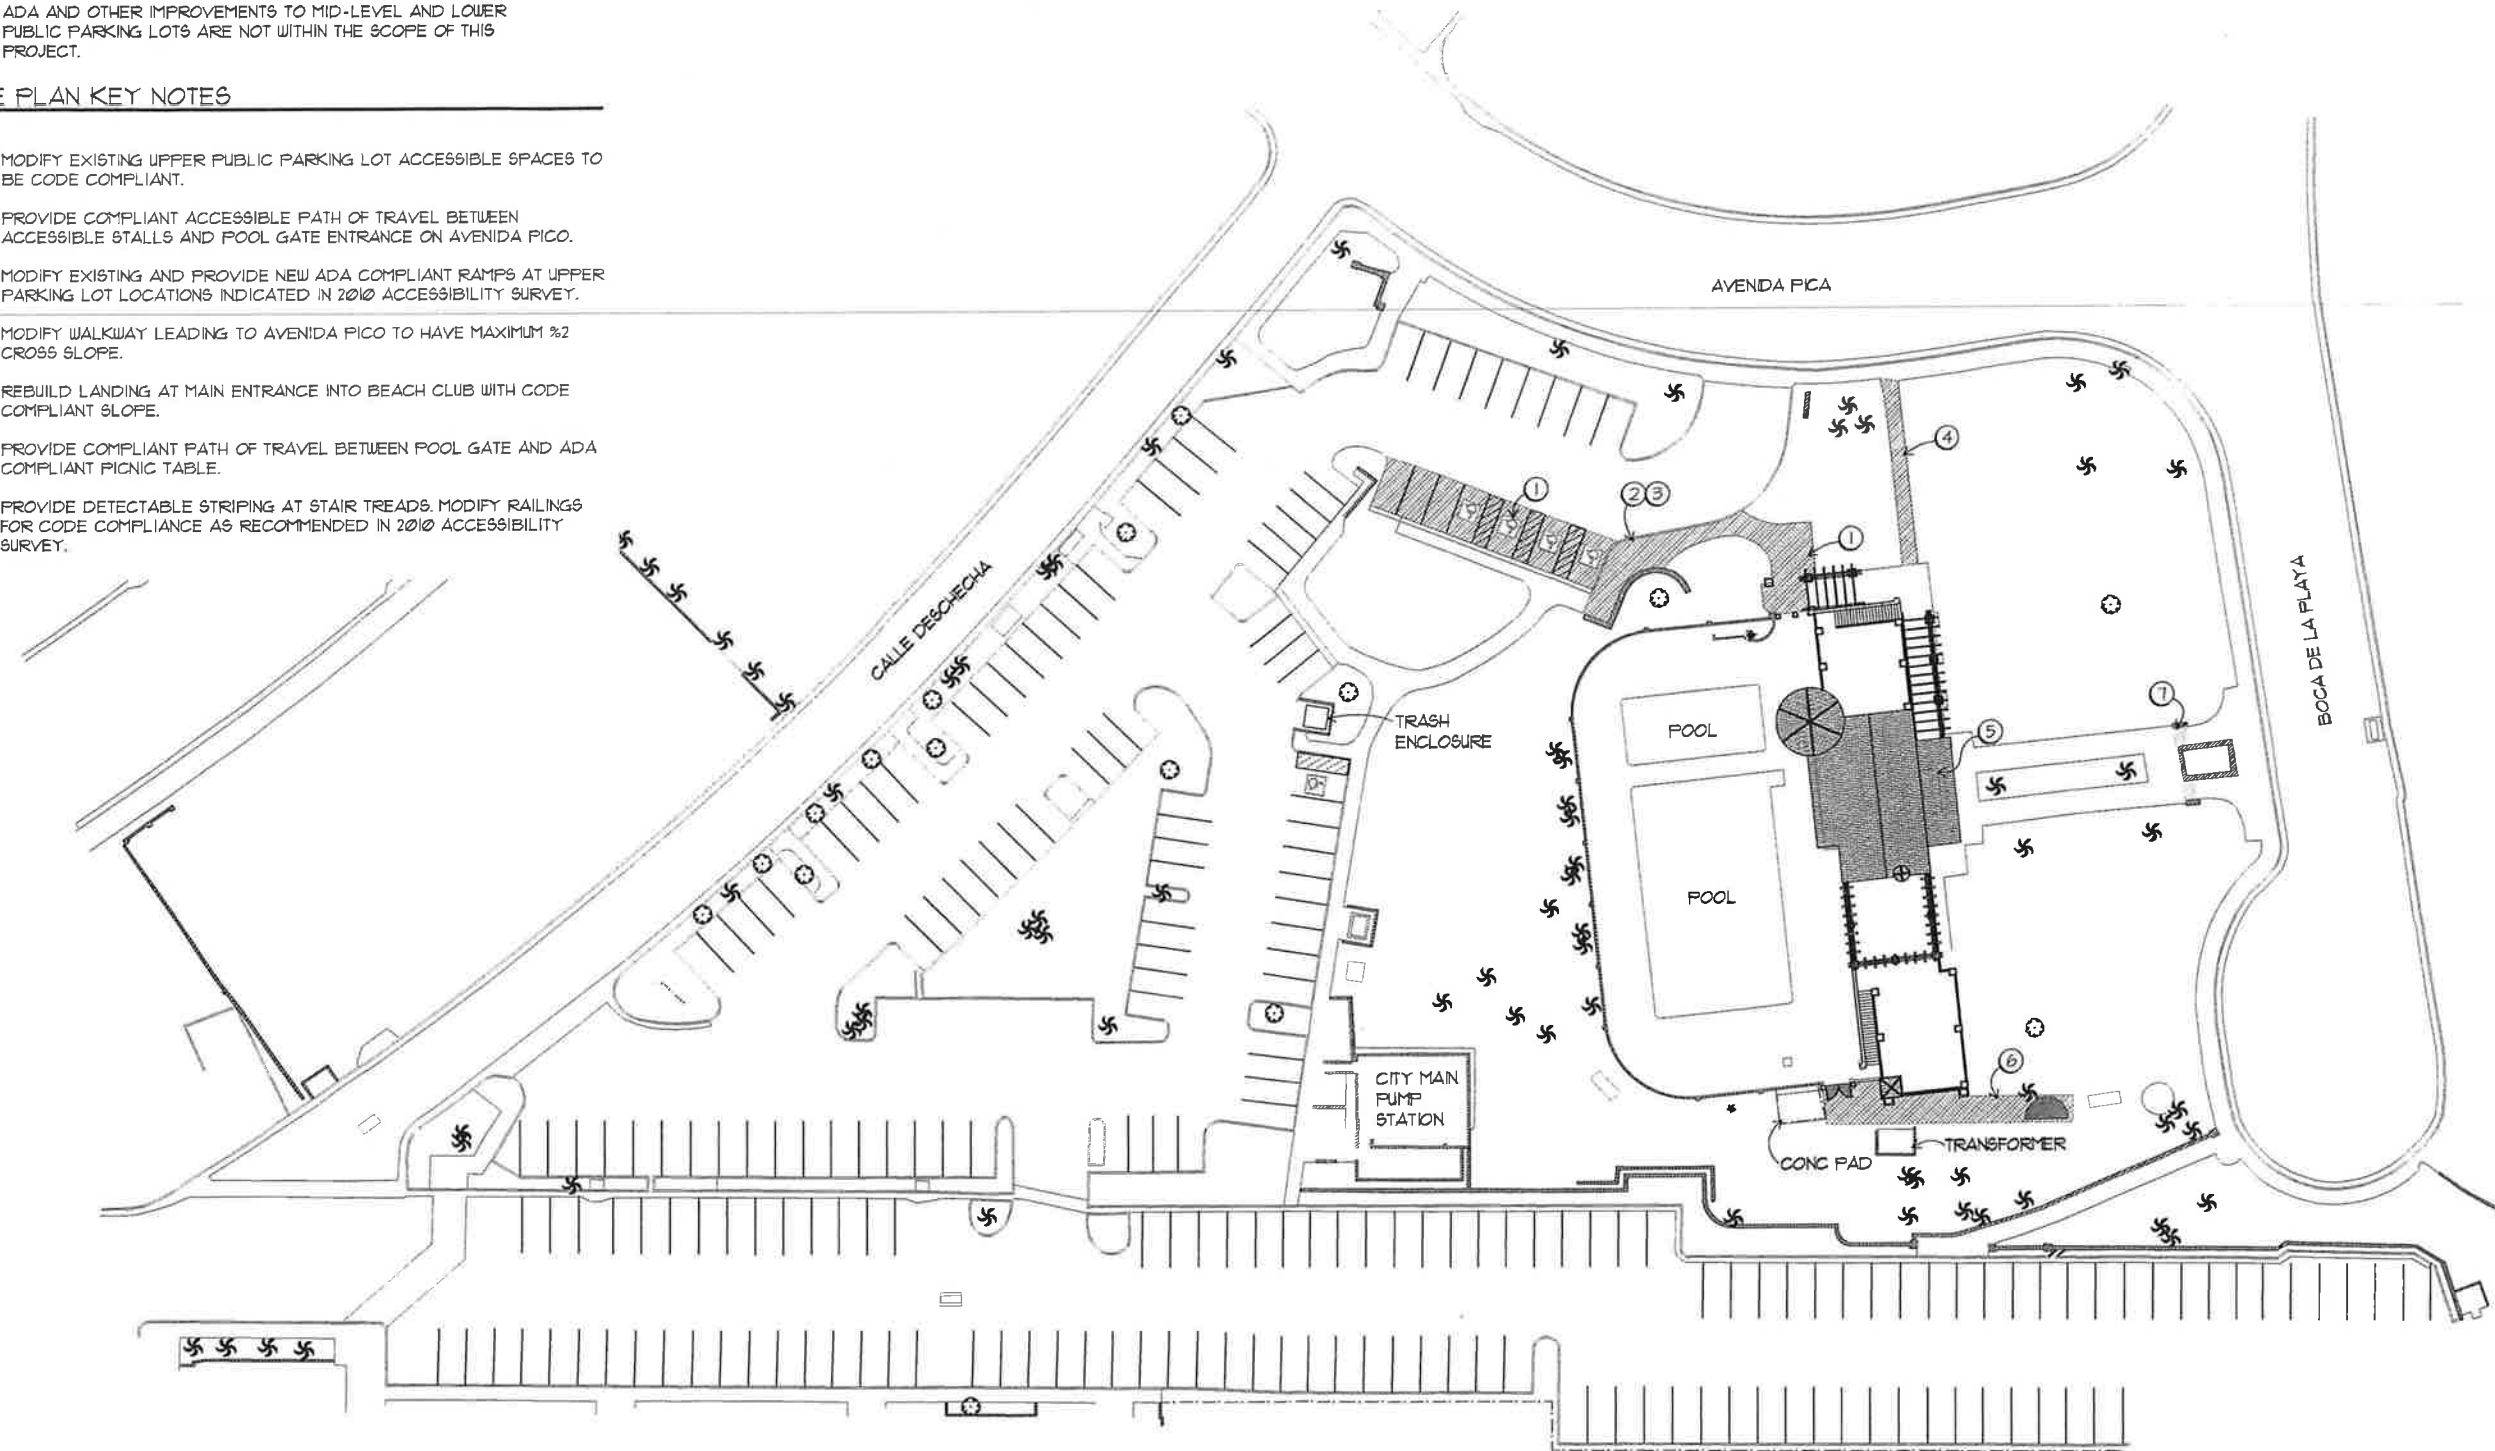 ADA AND OTHER IMPROVEMENTS TO MID-LEVEL AND LOWER
PUBLIC PARKING LOTS ARE NOT WITHIN THE SCOPE OF THIS
PROJECT.
E PLAN KEY NOTES
MODIFY EXISTING UPPER PUBLIC PARKING LOT ACCESSIBLE SPACES TO
BE CODE COMPLIANT.
PROVIDE COMPLIANT ACCESSIBLE PATH OF TRAVEL BETWEEN
ACCESSIBLE STALLS AND POOL GATE ENTRANCE ON AVENIDA PICO.
MODIFY EXISTING AND PROVIDE NEW ADA COMPLIANT RAMPS AT UPPER
PARKING LOT LOCATIONS INDICATED IN 2010 ACCESSIBILITY SURVEY.
MODIFY WALKWAY LEADING TO AVENIDA PICO TO HAVE MAXIMUM %2
CROSS SLOPE.
REBUILD LANDING AT MAIN ENTRANCE INTO BEACH CLUB WITH CODE
COMPLIANT SLOPE.
PROVIDE COMPLIANT PATH OF TRAVEL BETWEEN POOL GATE AND ADA
COMPLIANT PICNIC TABLE.
PROVIDE DETECTABLE STRIPING AT STAIR TREADS. MODIFY RAILINGS
FOR CODE COMPLIANCE AS RECOMMENDED IN 2010 ACCESSIBILITY
SURVEY.
AVENIDA PICA
4
1
2 3
1
CALLE DESCHECHA
BOCA DE LA PLAYA
7
TRASH
ENCLOSURE
POOL
5
POOL
6
CITY MAIN
PUMP
STATION
TRANSFORMER
CONC PAD